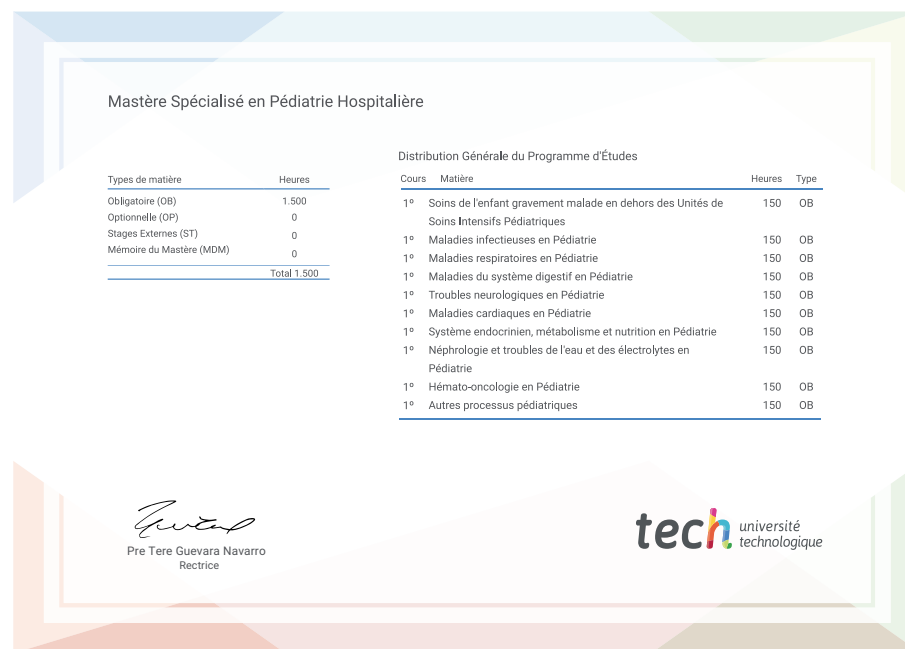 Mastère Spécialisé en Pédiatrie Hospitalière
Types de matière Heures
Obligatoire (OB) 1.500
Optionnelle (OP) 0
Stages Externes (ST) 0
Mémoire du Mastère (MDM) 0
Total 1.500
Distribution Générale du Programme d'Études
Cours Matière Heures Type
1º Soins de l'enfant gravement malade en dehors des Unités de 150 OB
Soins Intensifs Pédiatriques
1º Maladies infectieuses en Pédiatrie 150 OB
1º Maladies respiratoires en Pédiatrie 150 OB
1º Maladies du système digestif en Pédiatrie 150 OB
1º Troubles neurologiques en Pédiatrie 150 OB
1º Maladies cardiaques en Pédiatrie 150 OB
1º Système endocrinien, métabolisme et nutrition en Pédiatrie 150 OB
1º Néphrologie et troubles de l'eau et des électrolytes en 150 OB
Pédiatrie
1º Hémato-oncologie en Pédiatrie 150 OB
1º Autres processus pédiatriques 150 OB
Pre Tere Guevara Navarro
Rectrice
tech université
technologique